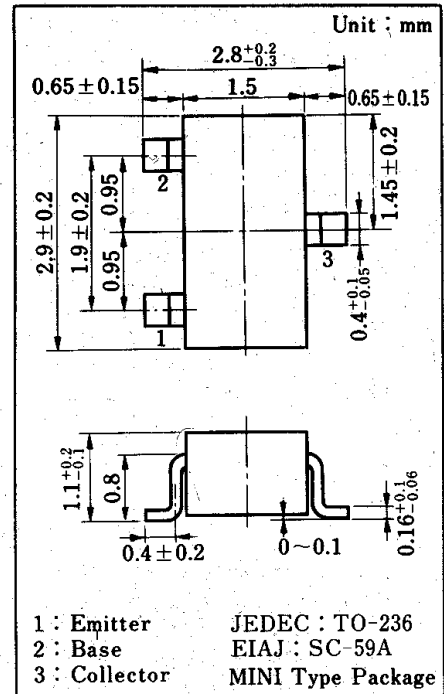 Unit : mm
2.8 +0.2 −0.3
0.65±0.15
1.5
0.65±0.15
2
3
1
2.9±0.2
1.9±0.2
0.95
0.95
1.45±0.2
0.4 +0.1 −0.05
1.1 +0.2 −0.1
0.8
0.4±0.2
0~0.1
0.16 +0.1 −0.06
1 : Emitter
2 : Base
3 : Collector
JEDEC : TO-236
EIAJ : SC-59A
MINI Type Package